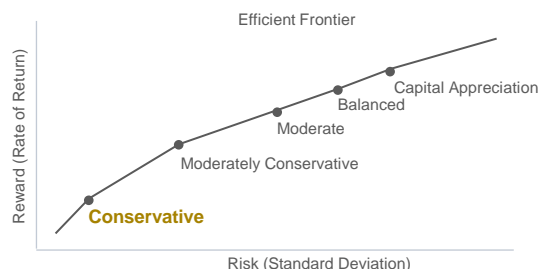 Efficient Frontier
Reward (Rate of Return)
Capital Appreciation
Balanced
Moderate
Moderately Conservative
Conservative
Risk (Standard Deviation)